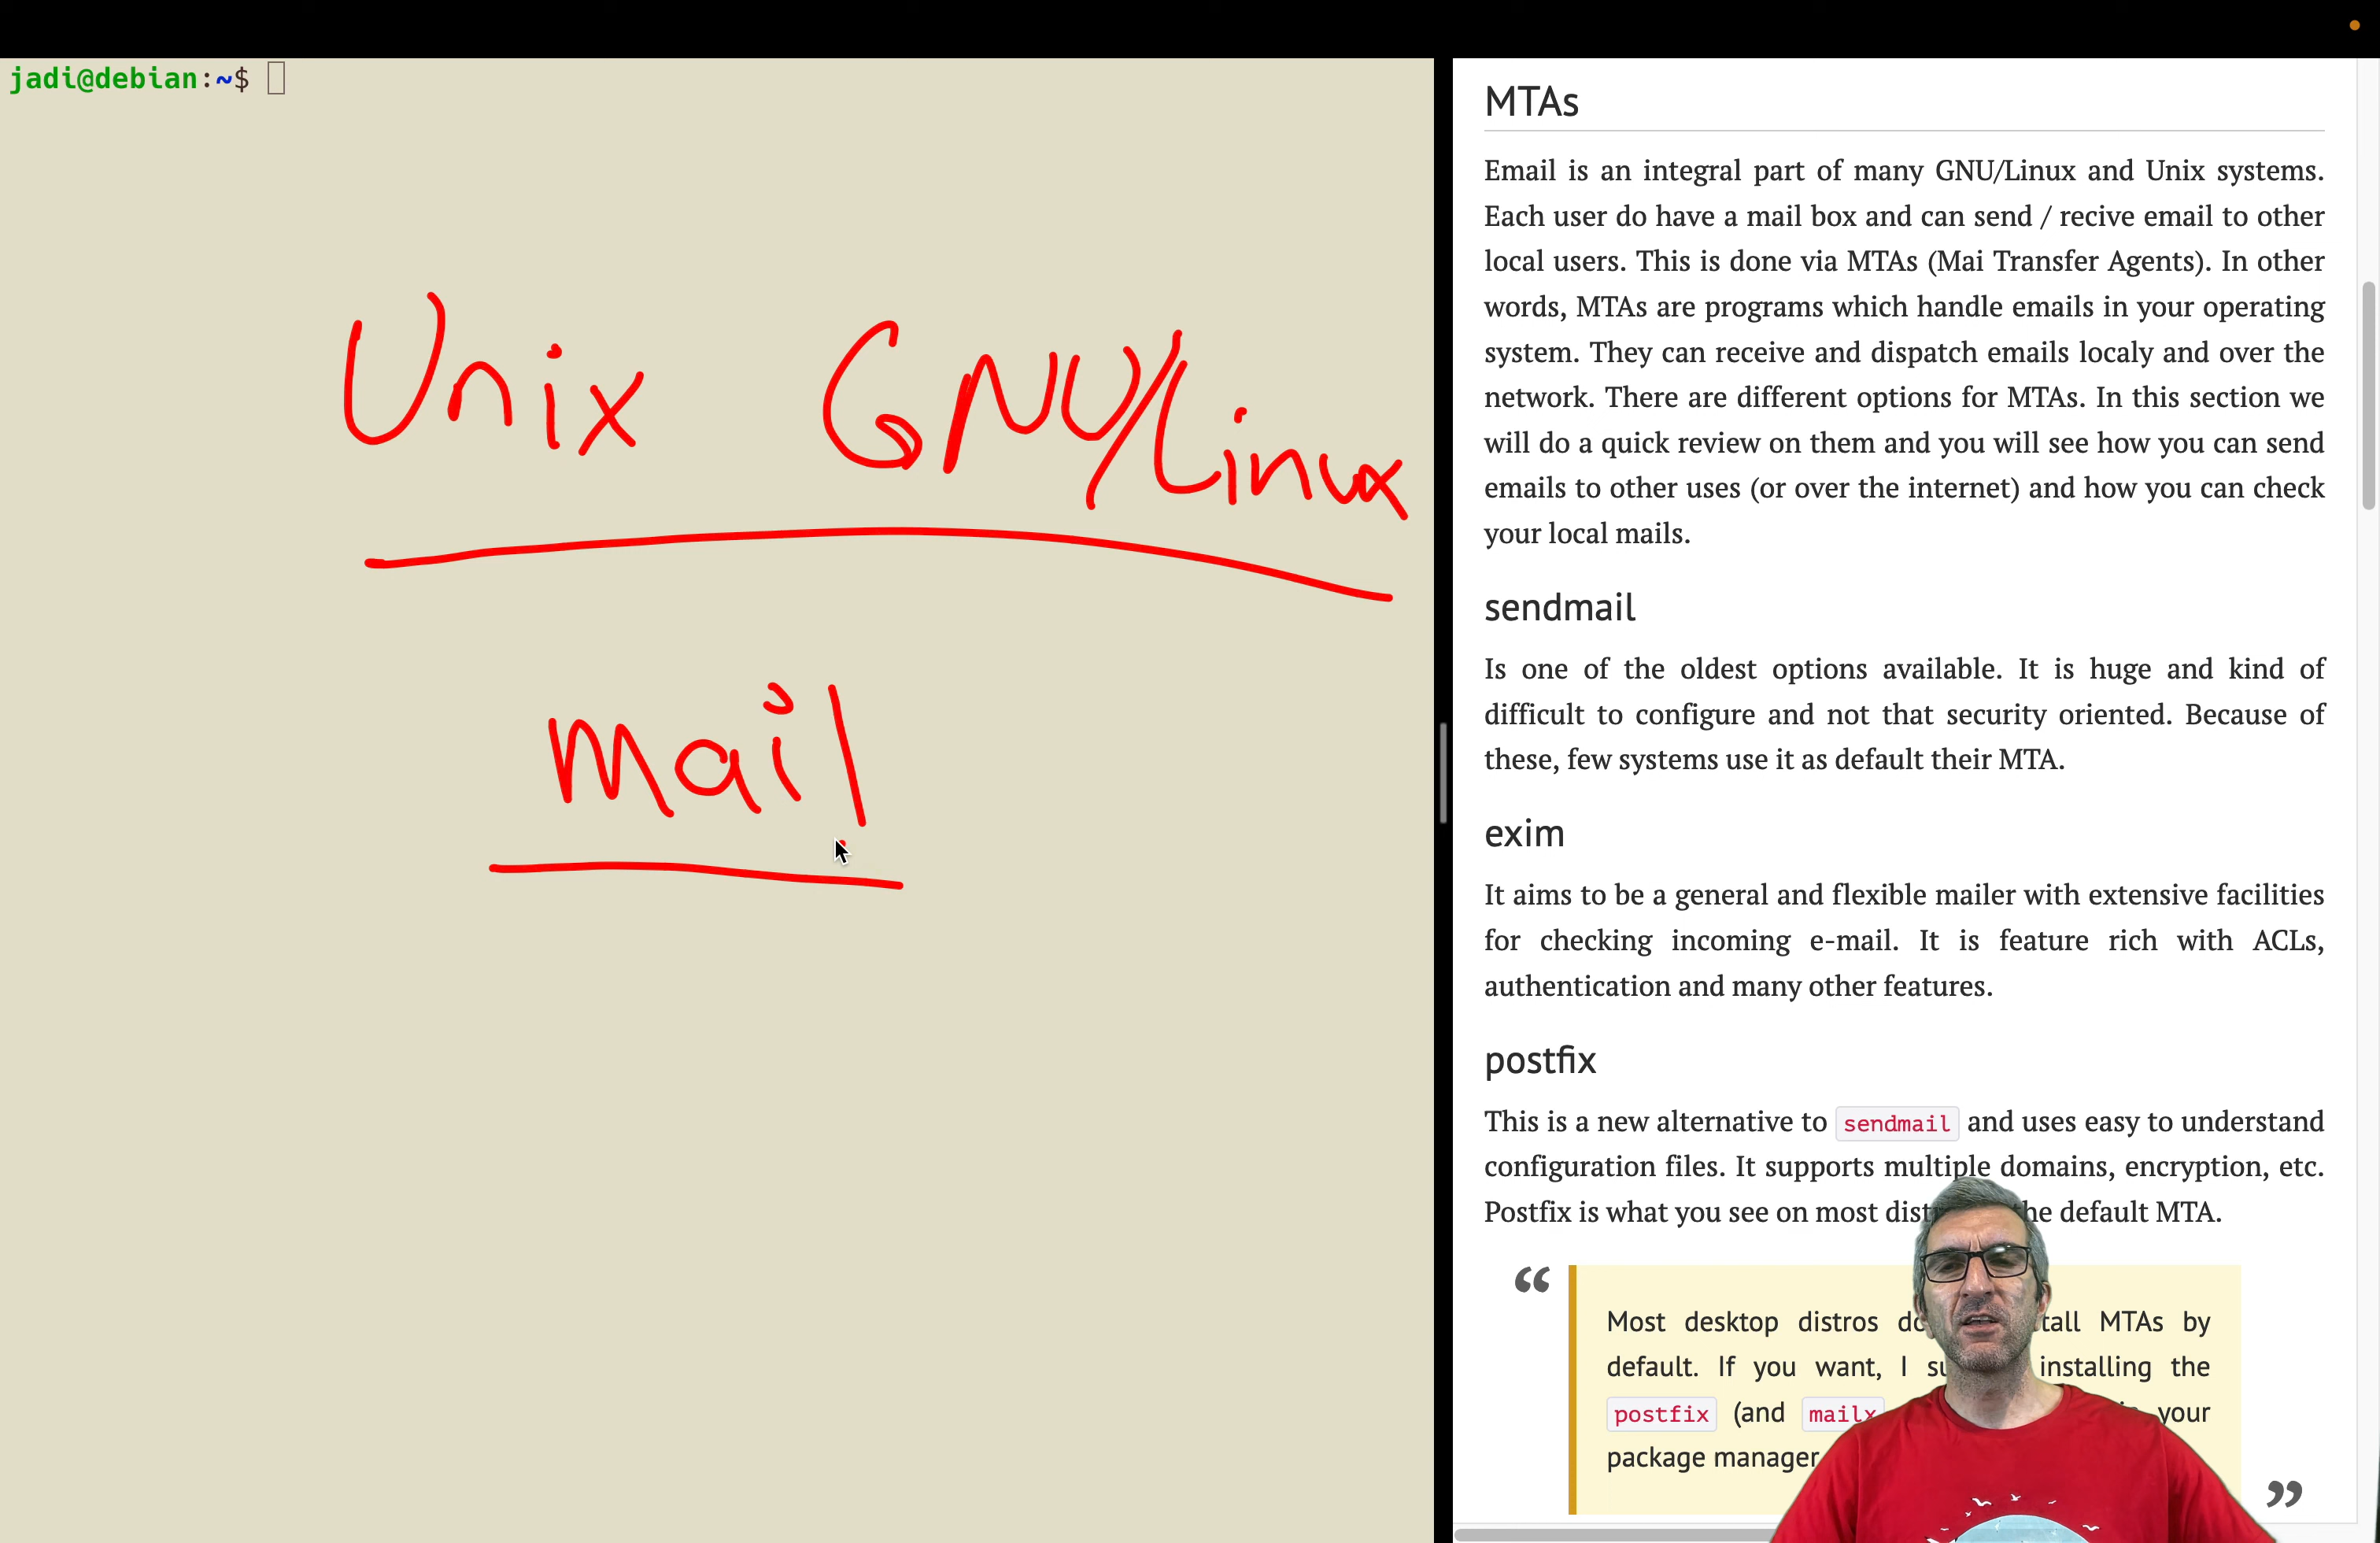 jadi@debian:~$
Unix GNU/Linux
Mail
MTAs
Email is an integral part of many GNU/Linux and Unix systems.
Each user do have a mail box and can send / recive email to other
local users. This is done via MTAs (Mai Transfer Agents). In other
words, MTAs are programs which handle emails in your operating
system. They can receive and dispatch emails localy and over the
network. There are different options for MTAs. In this section we
will do a quick review on them and you will see how you can send
emails to other uses (or over the internet) and how you can check
your local mails.
sendmail
Is one of the oldest options available. It is huge and kind of
difficult to configure and not that security oriented. Because of
these, few systems use it as default their MTA.
exim
It aims to be a general and flexible mailer with extensive facilities
for checking incoming e-mail. It is feature rich with ACLs,
authentication and many other features.
postfix
This is a new alternative to sendmail and uses easy to understand
configuration files. It supports multiple domains, encryption, etc.
Postfix is what you see on most default MTA.
“
Most desktop distros MTAs by
default. If you want, I installing the
postfix (and mailx your
package manager
”